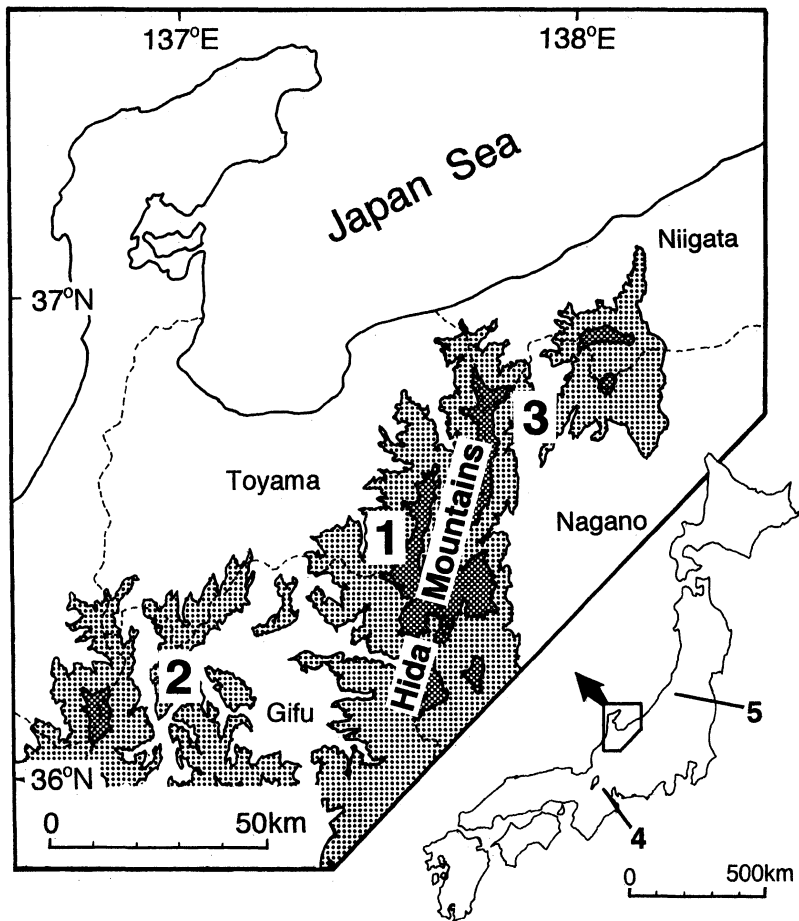 137°E
138°E
Japan Sea
Niigata
37°N
3
Toyama
Nagano
1
Hida Mountains
2
Gifu
5
36°N
0 50km
4
0 500km